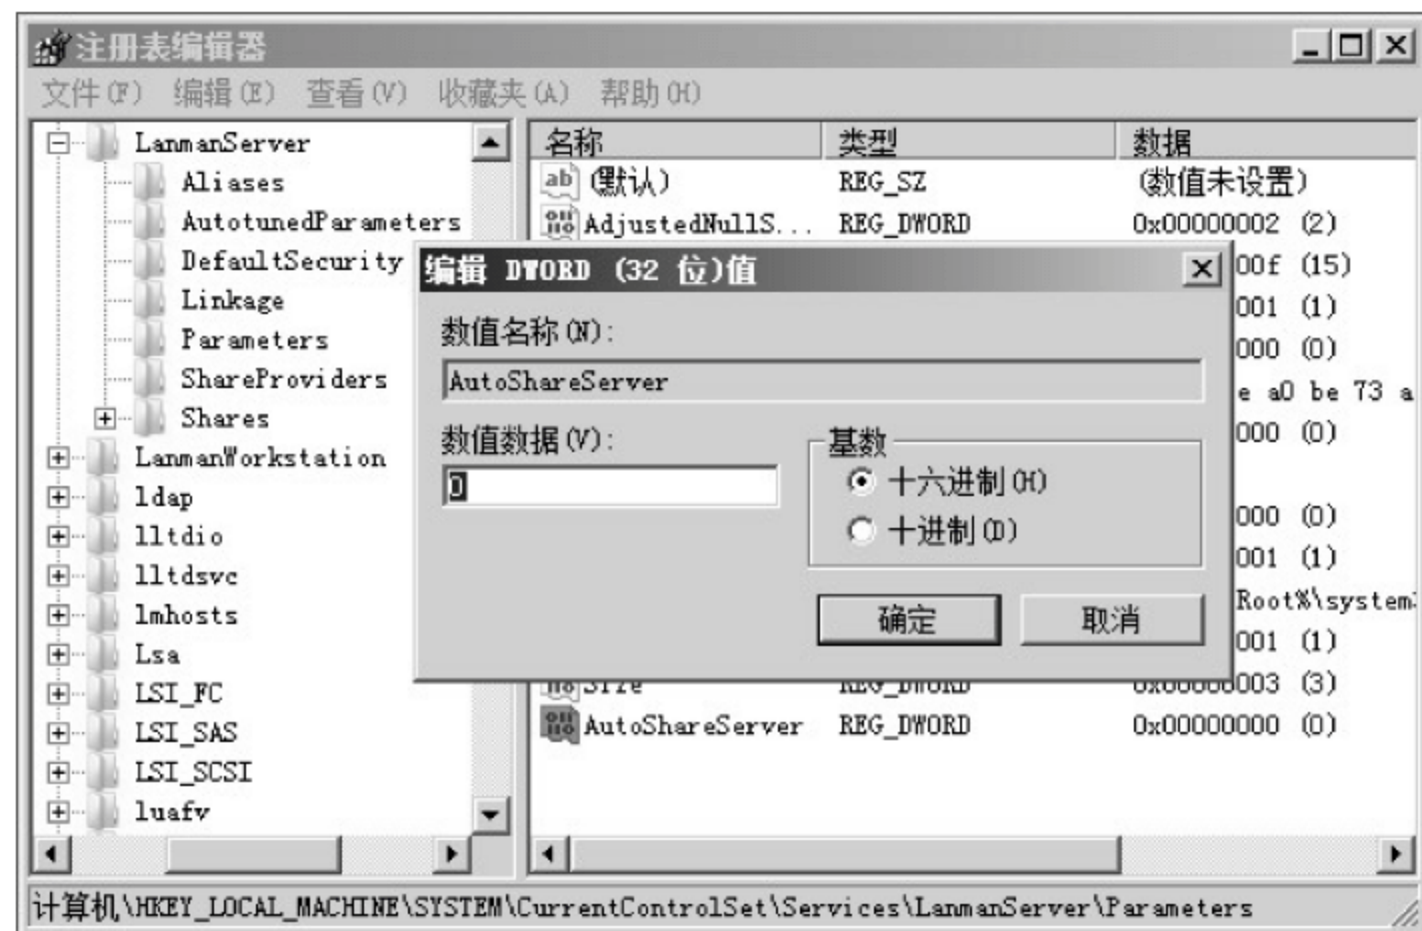 注册表编辑器
文件(F) 编辑(E) 查看(V) 收藏夹(A) 帮助(H)
LanmanServer
Aliases
AutotunedParameters
DefaultSecurity
Linkage
Parameters
ShareProviders
Shares
LanmanWorkstation
ldap
lltdio
lltdsvc
lmhosts
Lsa
LSI_FC
LSI_SAS
LSI_SCSI
luafv
名称 类型 数据
(默认) REG_SZ (数值未设置)
AdjustedNullS... REG_DWORD 0x00000002 (2)
00f (15)
001 (1)
000 (0)
e a0 be 73 a
000 (0)
000 (0)
001 (1)
Root%\system
001 (1)
Size REG_DWORD 0x00000003 (3)
AutoShareServer REG_DWORD 0x00000000 (0)
编辑 DWORD (32 位)值
数值名称(N):
AutoShareServer
数值数据(V):
0
基数
十六进制(H)
十进制(D)
确定 取消
计算机\HKEY_LOCAL_MACHINE\SYSTEM\CurrentControlSet\Services\LanmanServer\Parameters